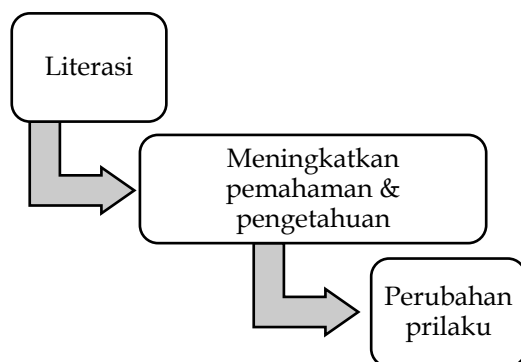 Literasi
Meningkatkan
pemahaman &
pengetahuan
Perubahan
prilaku